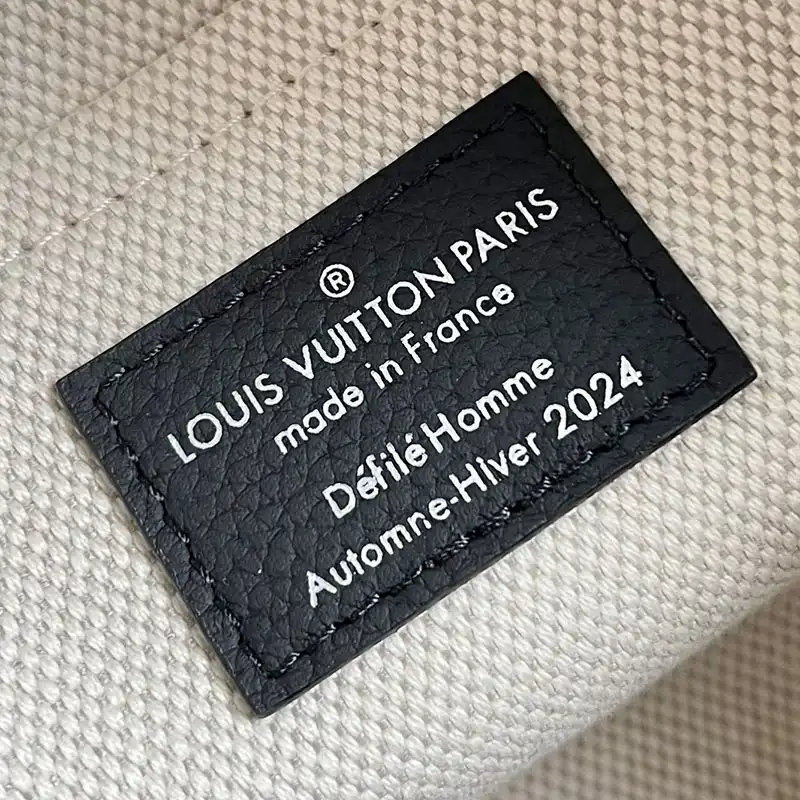 ®
LOUIS VUITTON PARIS
made in France
Défilé Homme
Automne-Hiver 2024